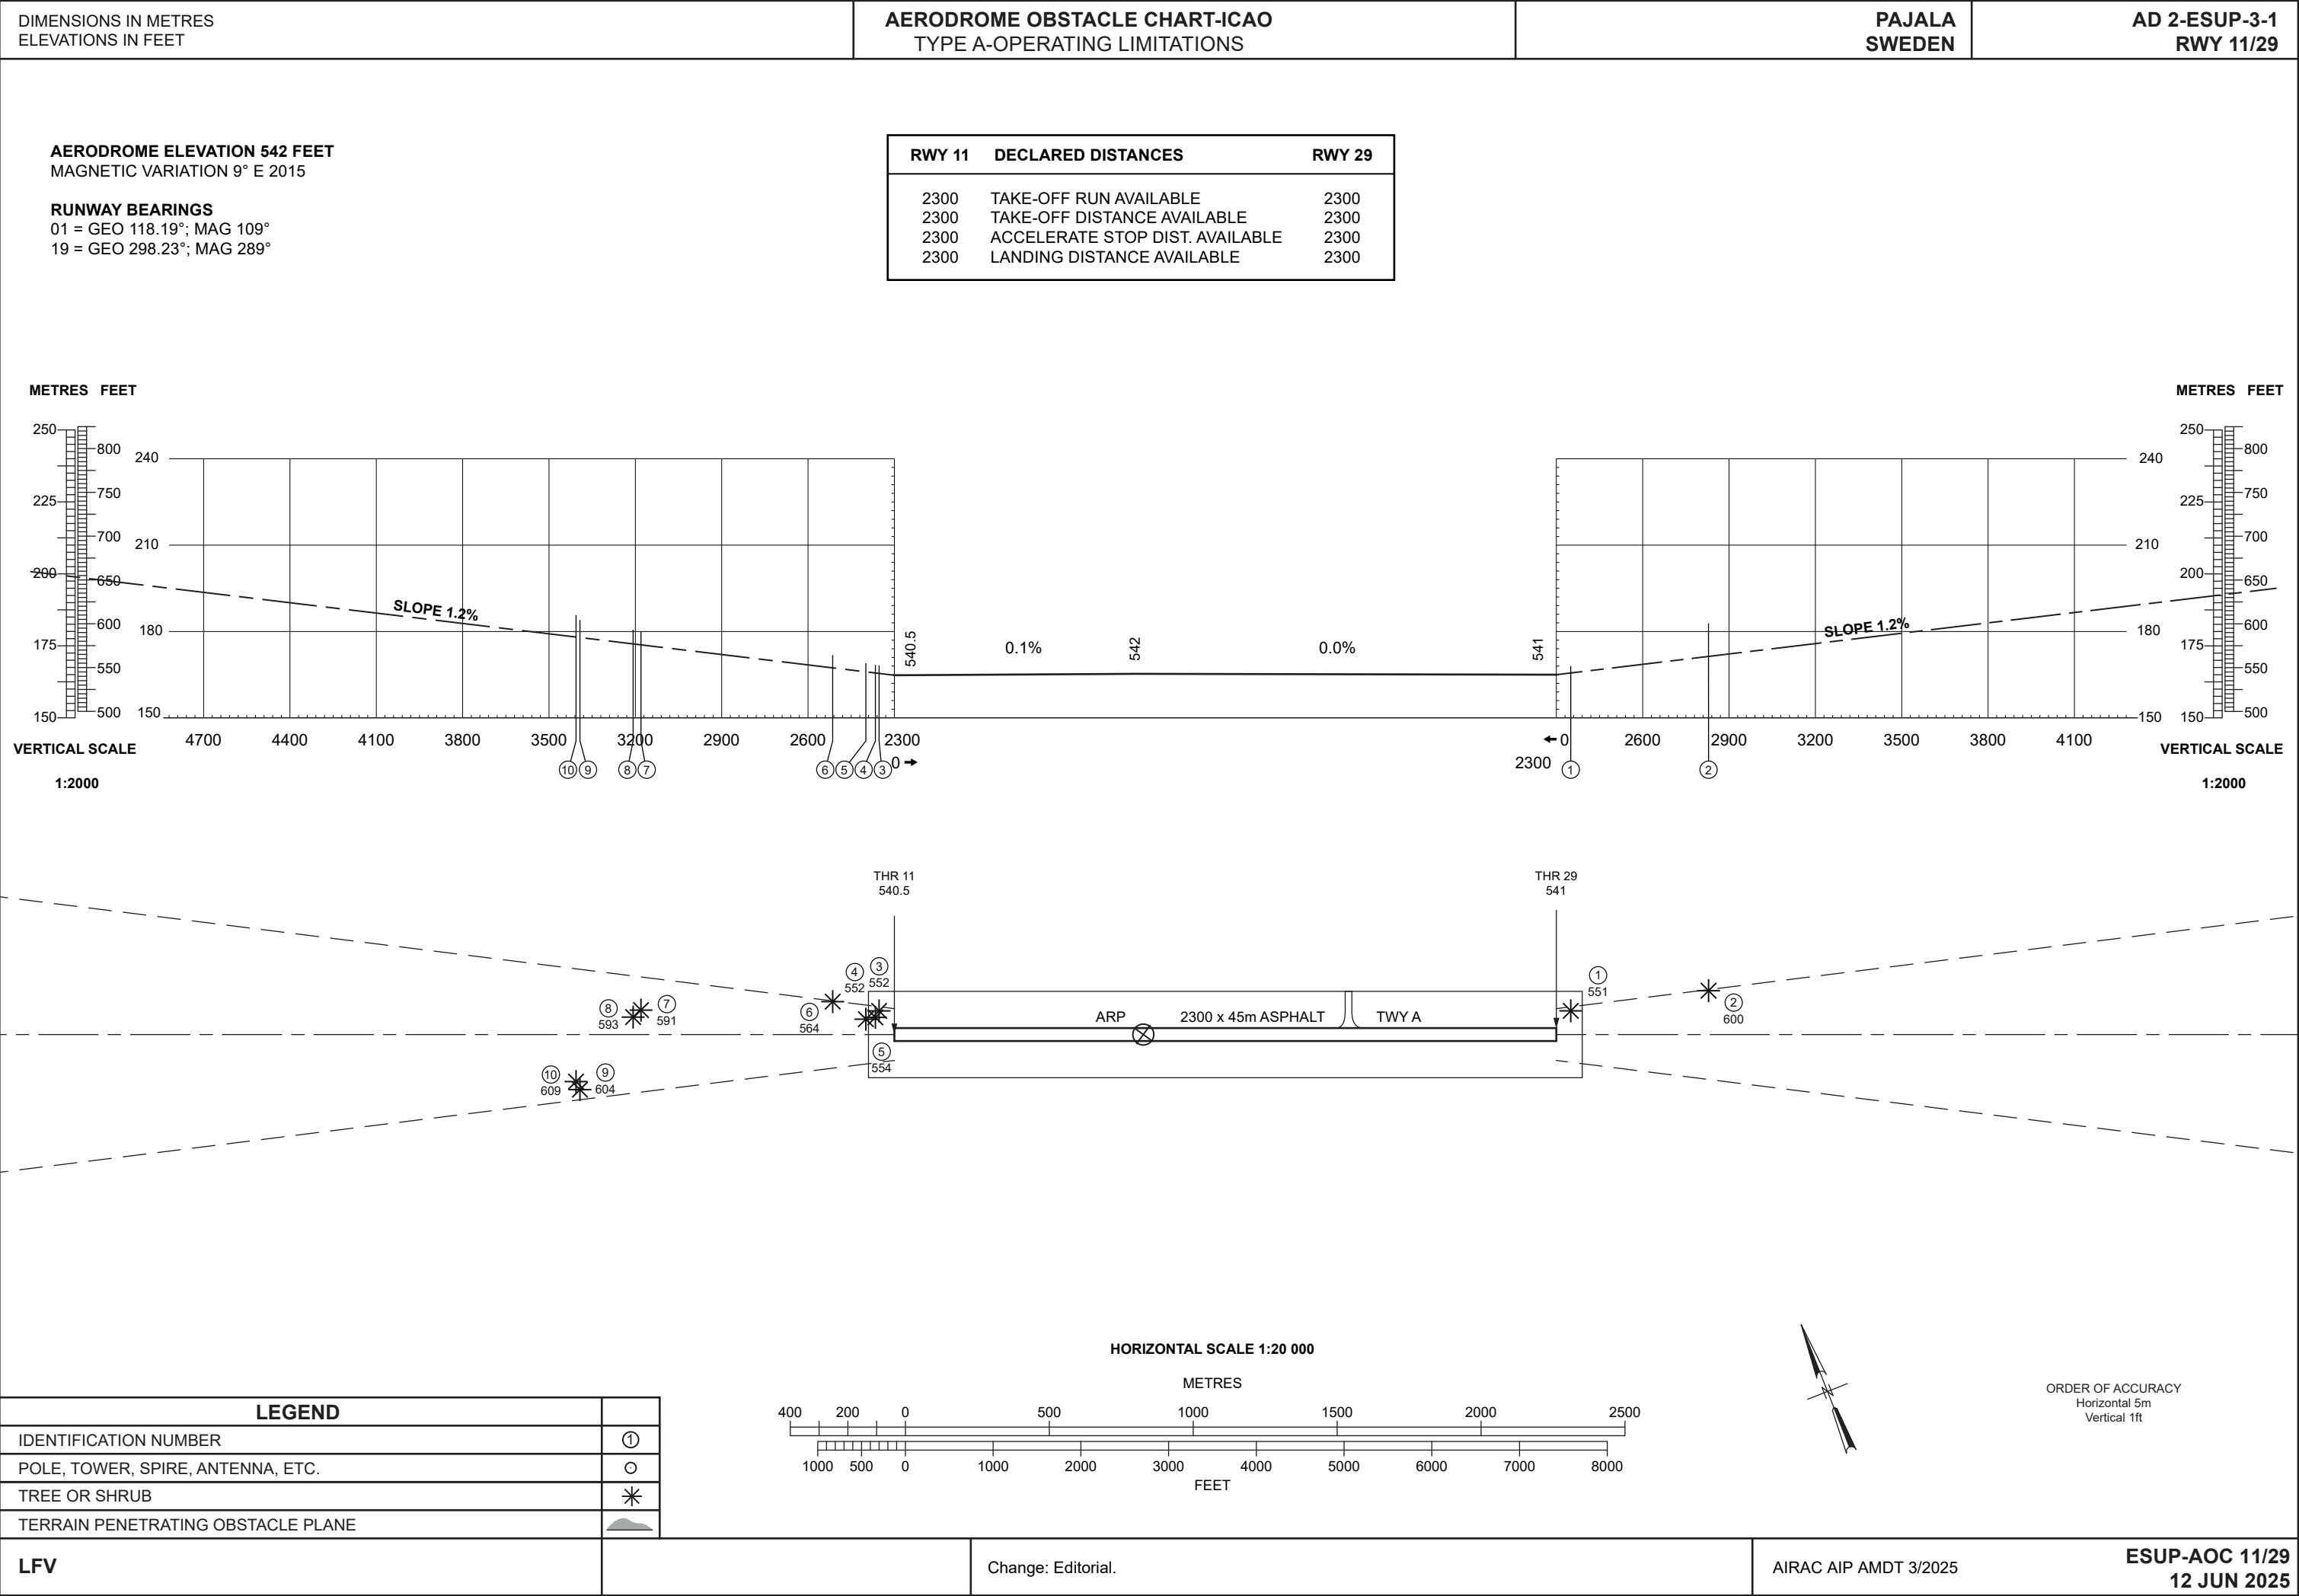 DIMENSIONS IN METRES
ELEVATIONS IN FEET
AERODROME OBSTACLE CHART-ICAO
TYPE A-OPERATING LIMITATIONS
PAJALA
SWEDEN
AD 2-ESUP-3-1
RWY 11/29
AERODROME ELEVATION 542 FEET
MAGNETIC VARIATION 9° E 2015
RUNWAY BEARINGS
01 = GEO 118.19°; MAG 109°
19 = GEO 298.23°; MAG 289°
RWY 11 DECLARED DISTANCES RWY 29
2300 TAKE-OFF RUN AVAILABLE 2300
2300 TAKE-OFF DISTANCE AVAILABLE 2300
2300 ACCELERATE STOP DIST. AVAILABLE 2300
2300 LANDING DISTANCE AVAILABLE 2300
METRES FEET
250
225
200
175
150
800
750
700
650
600
550
500
240
210
180
150
SLOPE 1.2%
VERTICAL SCALE
1:2000
4700 4400 4100 3800 3500 3200 2900 2600 2300
10 9 8 7 6 5 4 3 0
540.5
0.1%
542
0.0%
541
METRES FEET
240
210
180
150
250
225
200
175
150
800
750
700
650
600
550
500
SLOPE 1.2%
0 2600 2900 3200 3500 3800 4100
2300 1 2
VERTICAL SCALE
1:2000
THR 11
540.5
THR 29
541
4
552
3
552
8
593
7
591
6
564
5
554
10
609
9
604
ARP
2300 x 45m ASPHALT
TWY A
1
551
2
600
HORIZONTAL SCALE 1:20 000
METRES
400 200 0 500 1000 1500 2000 2500
1000 500 0 1000 2000 3000 4000 5000 6000 7000 8000
FEET
N
ORDER OF ACCURACY
Horizontal 5m
Vertical 1ft
LEGEND
IDENTIFICATION NUMBER 1
POLE, TOWER, SPIRE, ANTENNA, ETC.
TREE OR SHRUB
TERRAIN PENETRATING OBSTACLE PLANE
LFV
Change: Editorial.
AIRAC AIP AMDT 3/2025
ESUP-AOC 11/29
12 JUN 2025